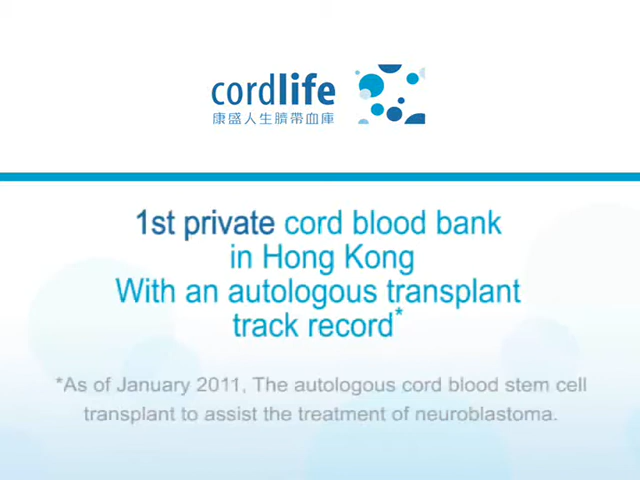 cordlife
康盛人生臍帶血庫
1st private cord blood bank
in Hong Kong
With an autologous transplant
track record*
*As of January 2011, The autologous cord blood stem cell
transplant to assist the treatment of neuroblastoma.